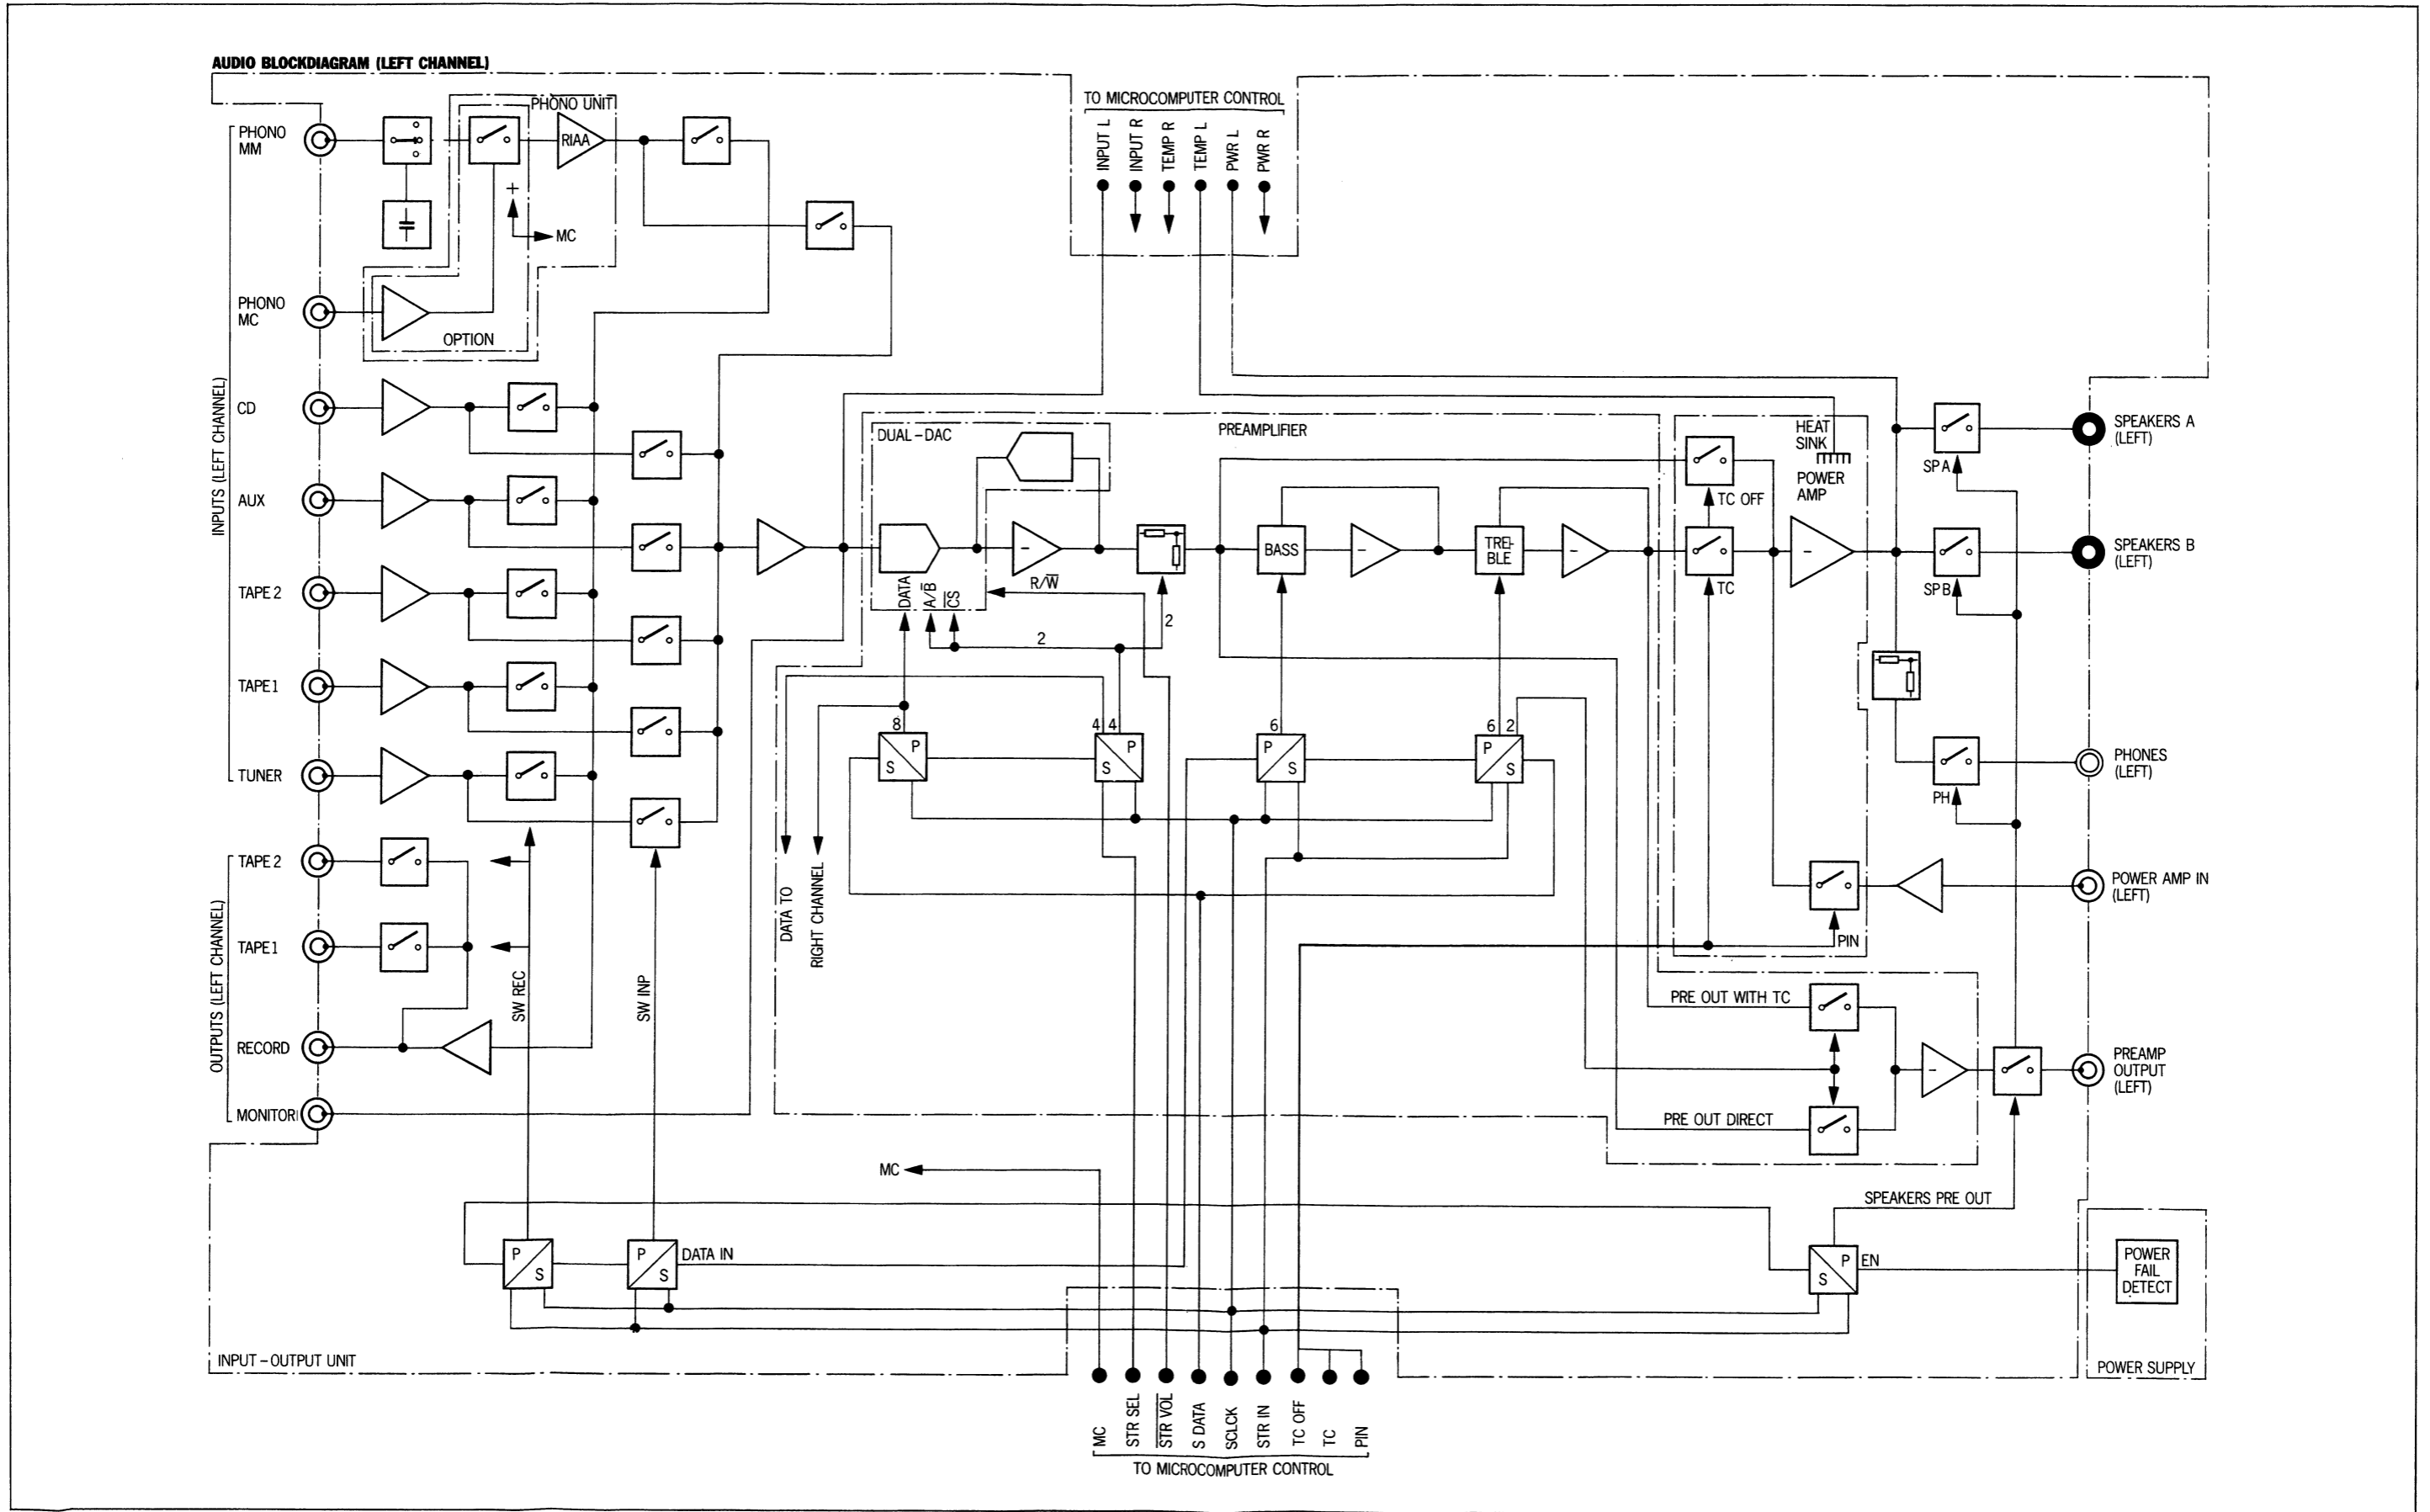 AUDIO BLOCKDIAGRAM (LEFT CHANNEL)
TO MICROCOMPUTER CONTROL
INPUT L
INPUT R
TEMP R
TEMP L
PWR L
PWR R
INPUTS (LEFT CHANNEL)
PHONO
MM
PHONO UNIT
RIAA
+
MC
PHONO
MC
OPTION
CD
AUX
TAPE 2
TAPE 1
TUNER
OUTPUTS (LEFT CHANNEL)
TAPE 2
TAPE 1
RECORD
MONITOR
SW REC
SW INP
DUAL-DAC
PREAMPLIFIER
DATA
A/B̅
C̅S̅
R/W̅
2
2
-
BASS
-
TREI-
BLE
-
HEAT
SINK
POWER
AMP
TC OFF
TC
-
SPA
SPEAKERS A
(LEFT)
SPB
SPEAKERS B
(LEFT)
8
P
S
4
4
P
S
6
P
S
6
2
P
S
DATA TO
RIGHT CHANNEL
PH
PHONES
(LEFT)
PIN
POWER AMP IN
(LEFT)
PRE OUT WITH TC
PRE OUT DIRECT
-
PREAMP
OUTPUT
(LEFT)
MC
SPEAKERS PRE OUT
P
S
P
S
DATA IN
P
S
EN
POWER
FAIL
DETECT
INPUT-OUTPUT UNIT
POWER SUPPLY
MC
STR SEL
S̅T̅R̅ V̅O̅L̅
S DATA
SCLCK
STR IN
TC OFF
TC
PIN
TO MICROCOMPUTER CONTROL